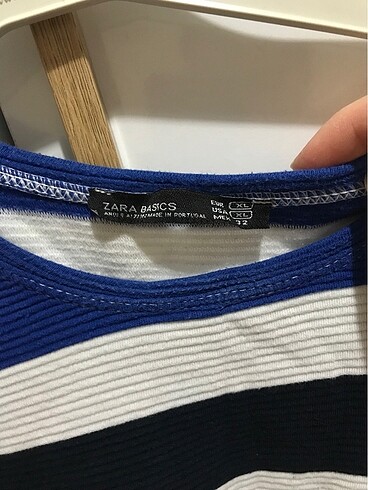 ZARA BASICS
MADE IN PORTUGAL
EUR XL
USA XL
MEX 32